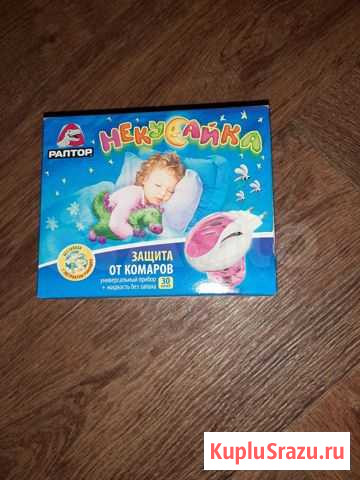 НЕКУСАЙКА
РАПТОР
ЗАЩИТА
ОТ КОМАРОВ
универсальный прибор
+ жидкость без запаха
30
KupluSrazu.ru